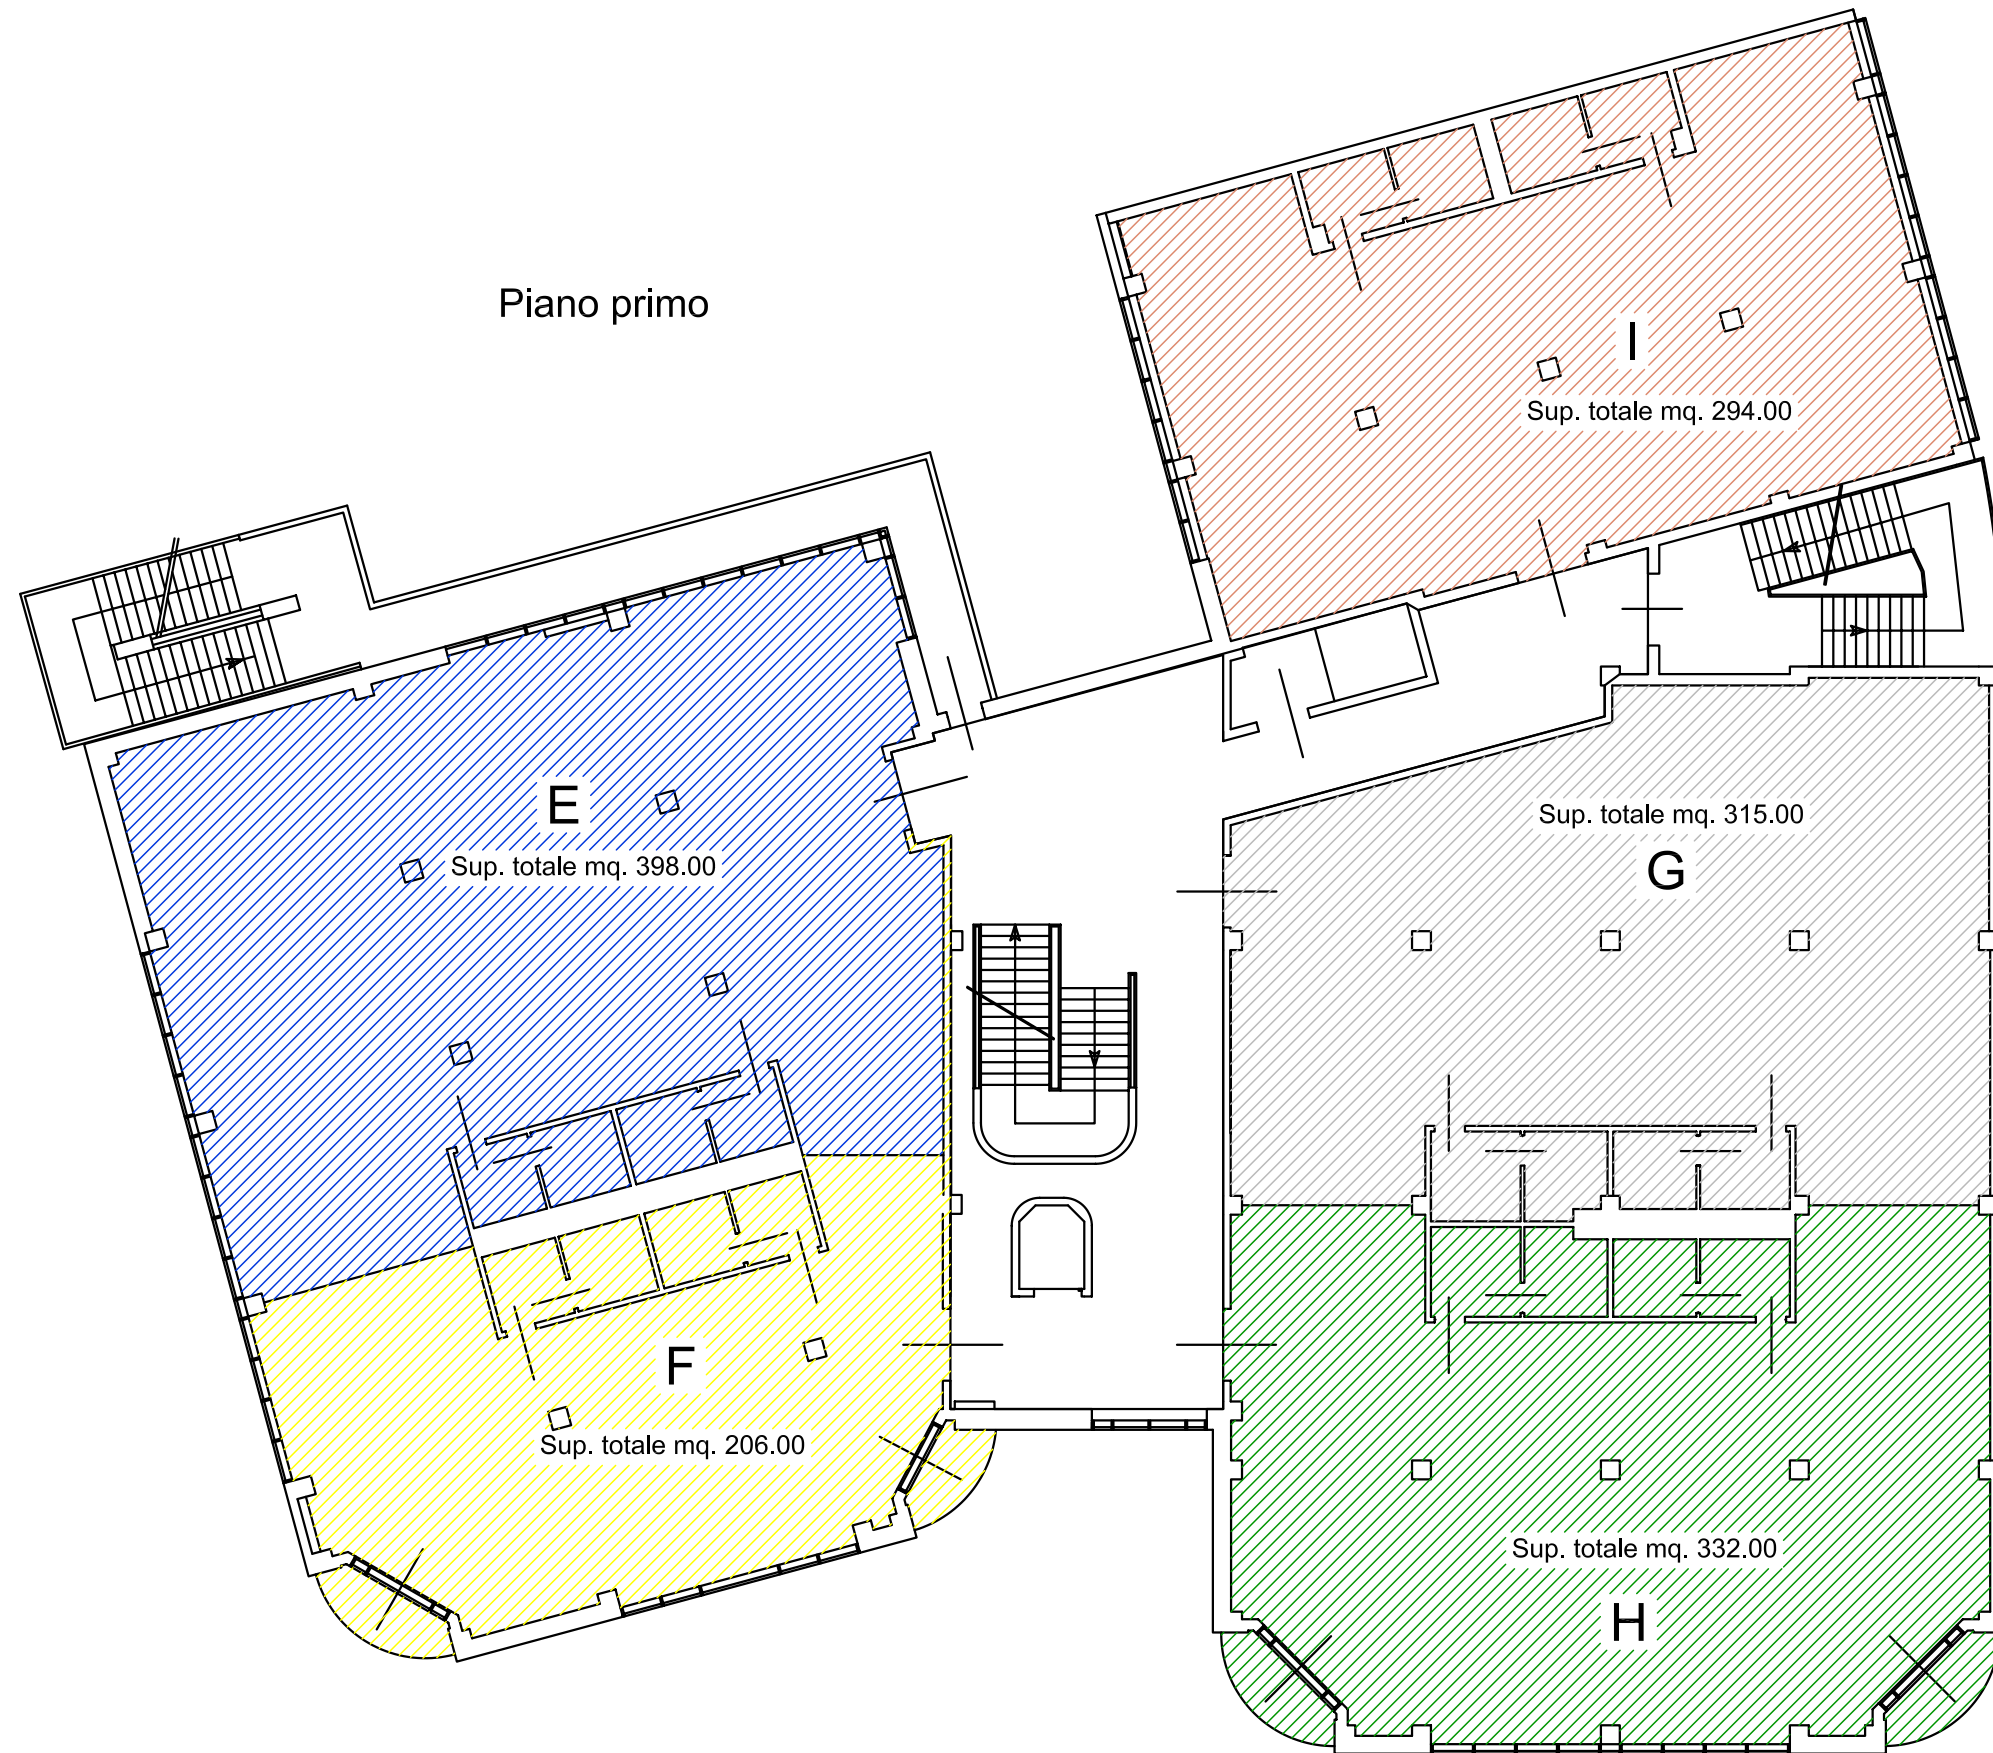 Piano primo
I
Sup. totale mq. 294.00
E
Sup. totale mq. 398.00
Sup. totale mq. 315.00
G
F
Sup. totale mq. 206.00
Sup. totale mq. 332.00
H